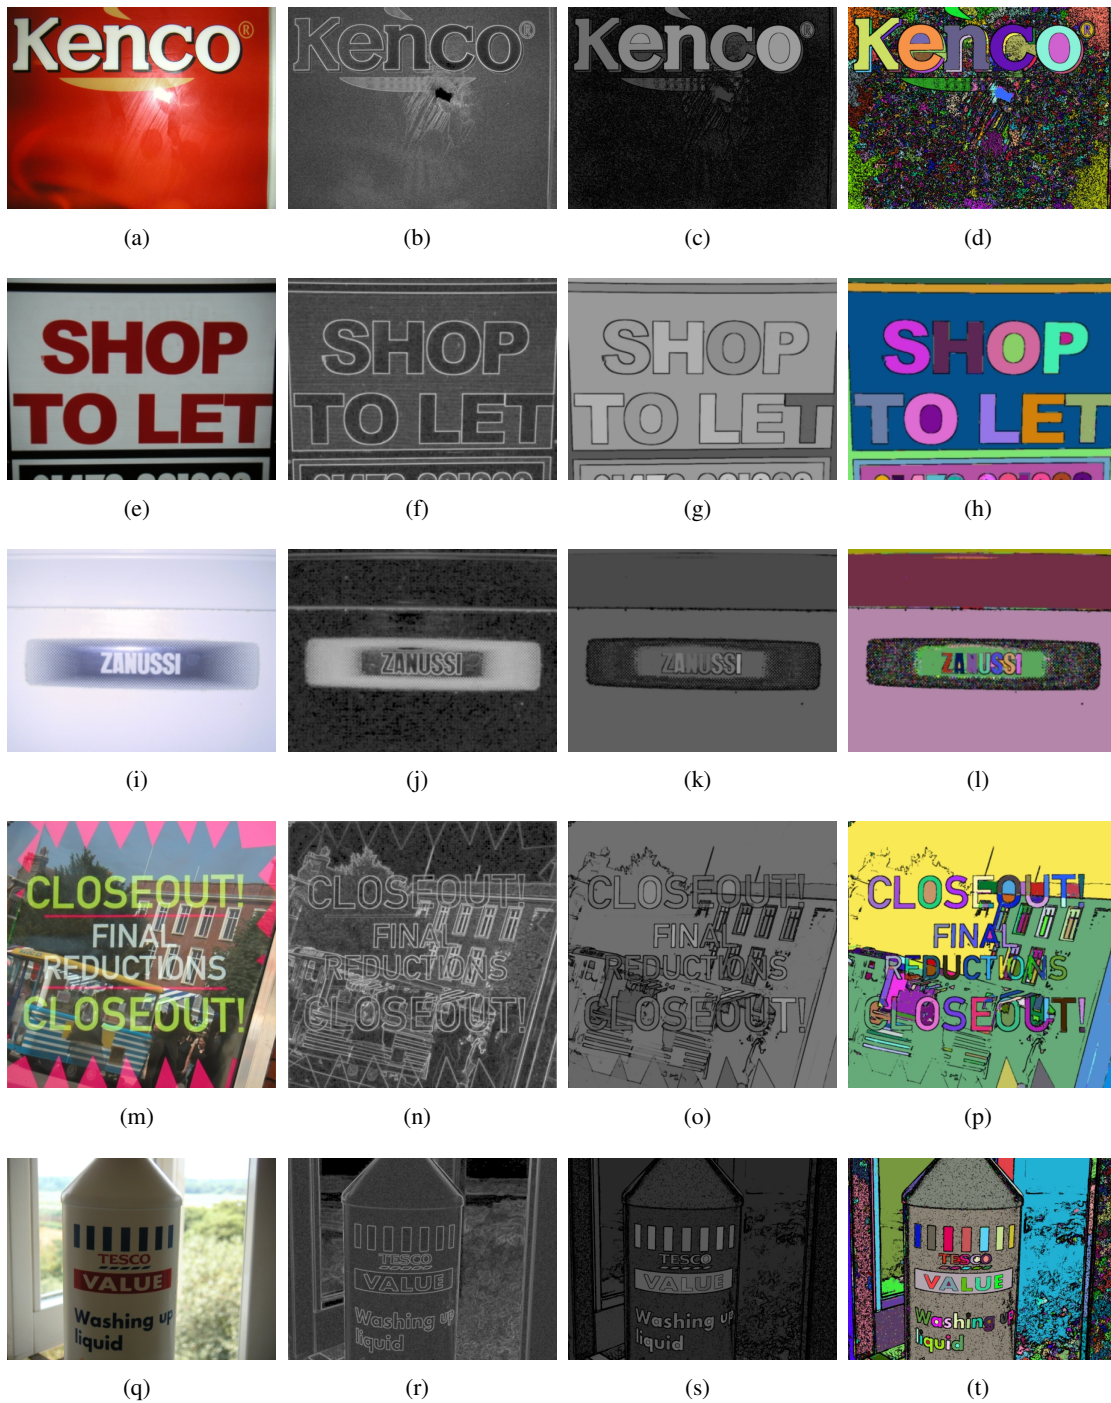 Kenco®
Kenco®
Kenco®
Kenco®
(a)
(b)
(c)
(d)
SHOP
TO LET
SHOP
TO LET
SHOP
TO LET
SHOP
TO LET
(e)
(f)
(g)
(h)
ZANUSSI
ZANUSSI
ZANUSSI
ZANUSSI
(i)
(j)
(k)
(l)
CLOSEOUT!
FINAL
REDUCTIONS
CLOSEOUT!
CLOSEOUT!
FINAL
REDUCTIONS
CLOSEOUT!
CLOSEOUT!
FINAL
REDUCTIONS
CLOSEOUT!
CLOSEOUT!
FINAL
REDUCTIONS
CLOSEOUT!
(m)
(n)
(o)
(p)
TESCO
VALUE
Washing up
liquid
TESCO
VALUE
Washing up
liquid
TESCO
VALUE
Washing up
liquid
TESCO
VALUE
Washing up
liquid
(q)
(r)
(s)
(t)